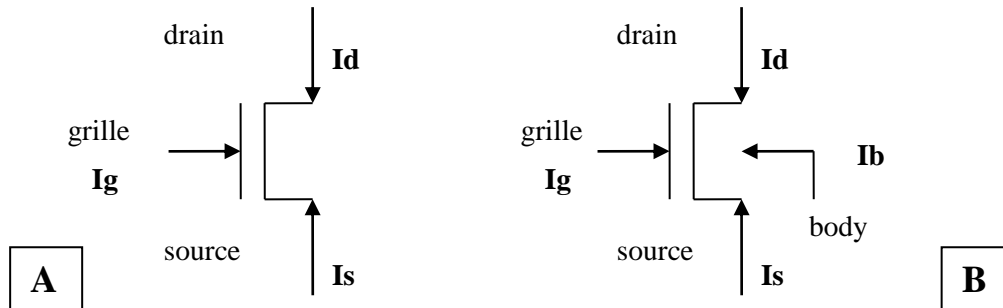 drain
Id
grille
Ig
source
Is
A
drain
Id
grille
Ig
Ib
body
source
Is
B